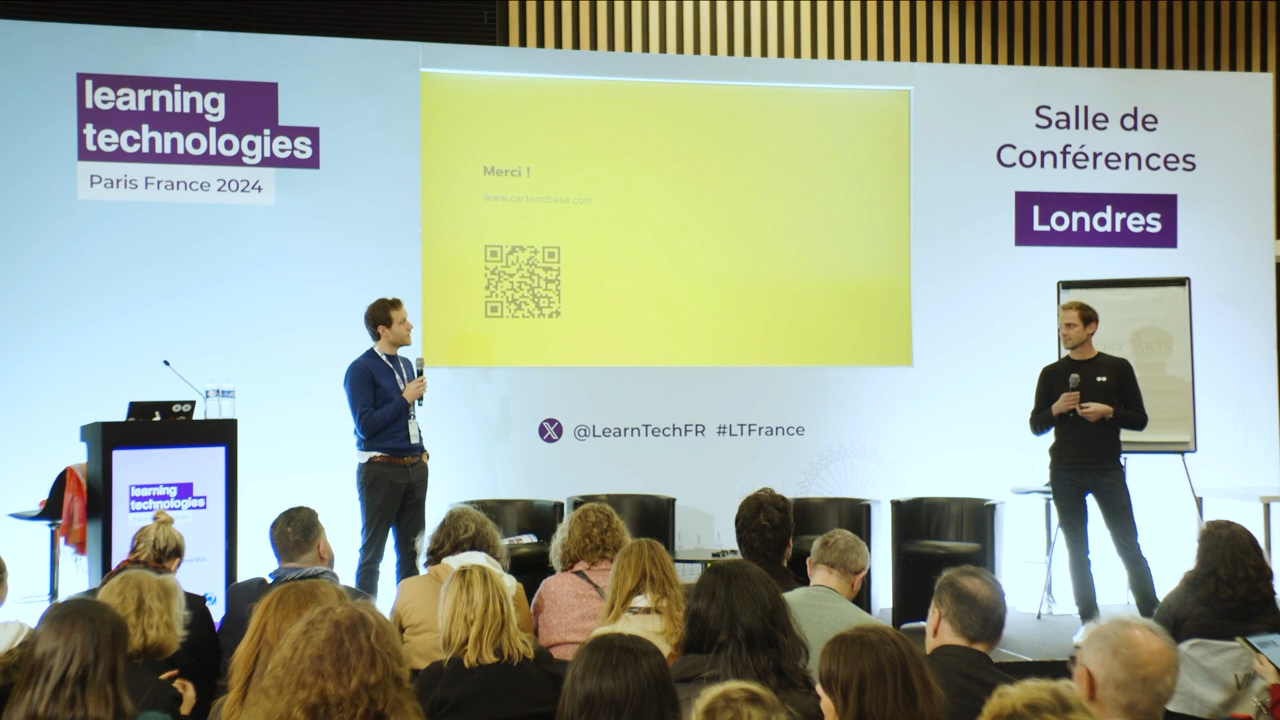 learning
technologies
Paris France 2024
Merci !
www.cartoonbase.com
Salle de
Conférences
Londres
@LearnTechFR #LTFrance
learning
technologies